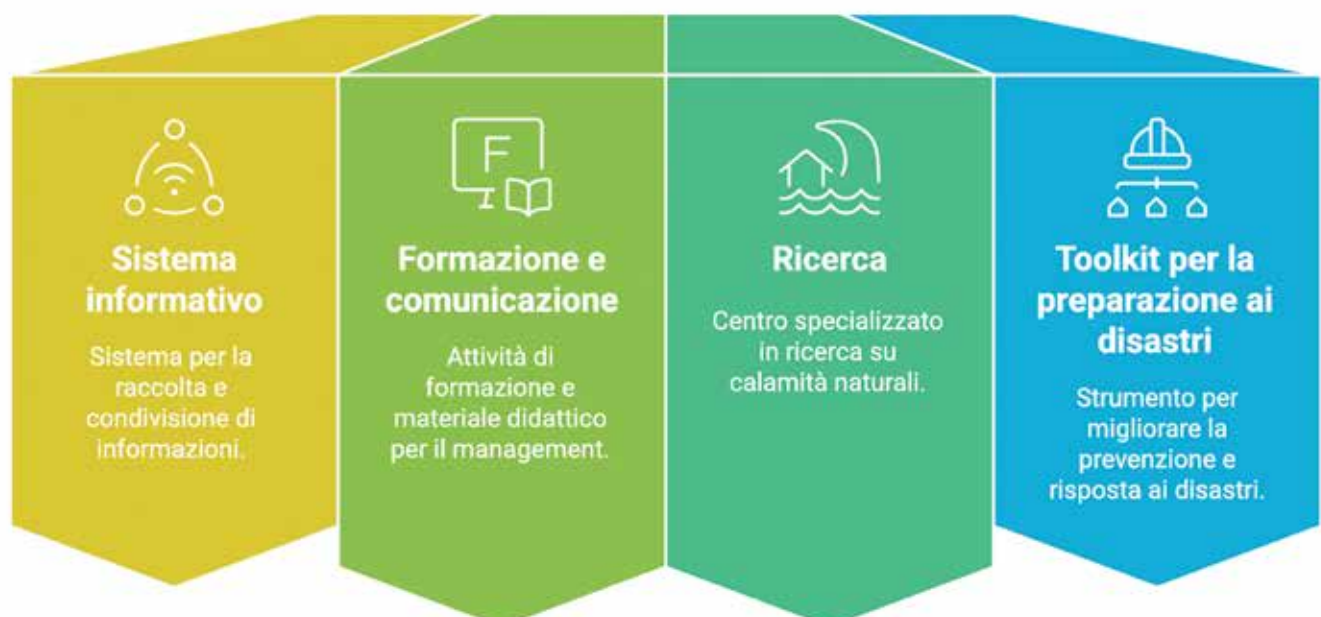 Sistema
informativo
Sistema per la
raccolta e
condivisione di
informazioni.
F
Formazione e
comunicazione
Attività di
formazione e
materiale didattico
per il management.
Ricerca
Centro specializzato
in ricerca su
calamità naturali.
Toolkit per la
preparazione ai
disastri
Strumento per
migliorare la
prevenzione e
risposta ai disastri.